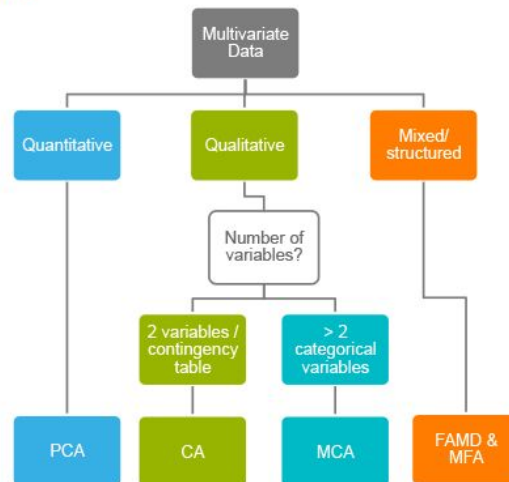 Multivariate
Data
Quantitative
Qualitative
Mixed/
structured
Number of
variables?
2 variables /
contingency
table
> 2
categorical
variables
PCA
CA
MCA
FAMD &
MFA